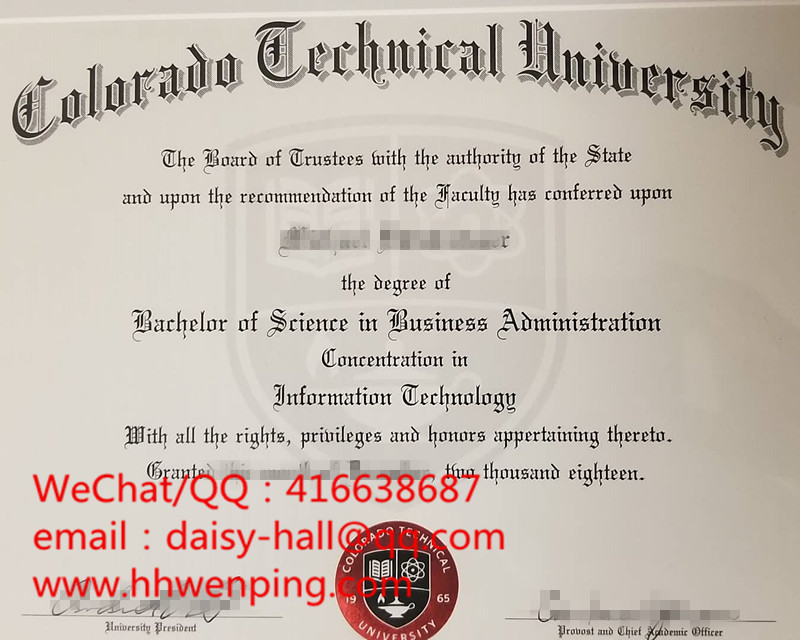 Colorado Technical University
The Board of Trustees with the authority of the State
and upon the recommendation of the Faculty has conferred upon
the degree of
Bachelor of Science in Business Administration
Concentration in
Information Technology
With all the rights, privileges and honors appertaining thereto.
Granted two thousand eighteen.
WeChat/QQ：416638687
email：daisy-hall@qq.com
www.hhwenping.com
COLORADO TECHNICAL
19 65
UNIVERSITY
University President
Provost and Chief Academic Officer